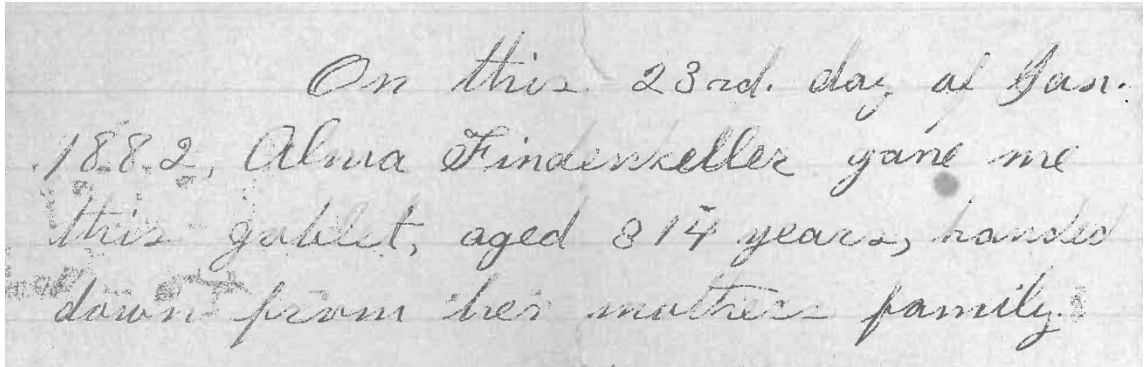 On this 23rd. day of Jan.
1882, Alma Findenkeller gave me
this goblet, aged 314 years, handed
down from her mothers family.